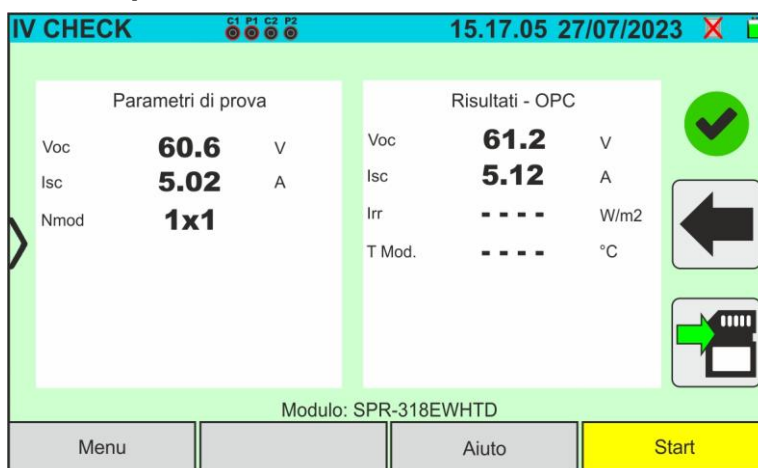 IV CHECK C1 P1 C2 P2 15.17.05 27/07/2023
Parametri di prova
Voc 60.6 V
Isc 5.02 A
Nmod 1x1
Risultati - OPC
Voc 61.2 V
Isc 5.12 A
Irr - - - - W/m2
T Mod. - - - - °C
Modulo: SPR-318EWHTD
Menu Aiuto Start